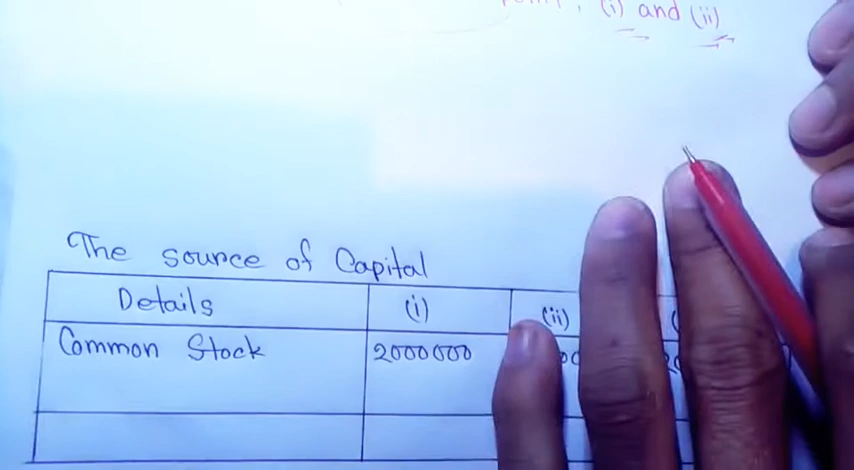 (i) and (ii)
The source of Capital
Details (i) (ii)
Common Stock 2000000